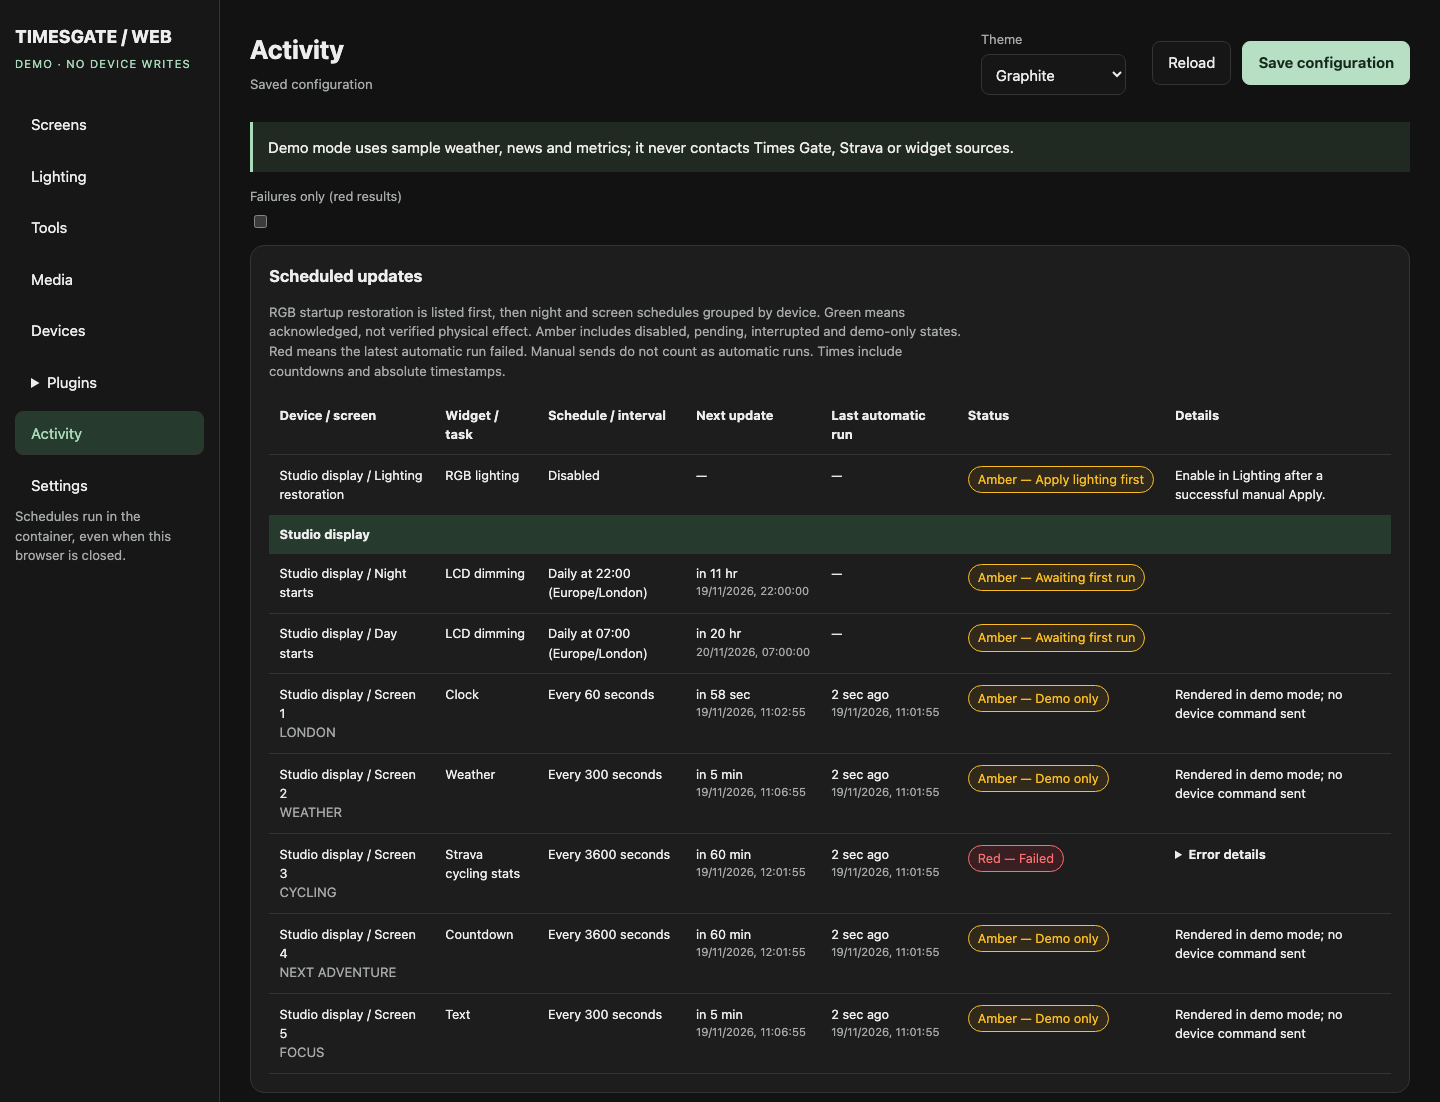 TIMESGATE / WEB
DEMO · NO DEVICE WRITES
Screens
Lighting
Tools
Media
Devices
Plugins
Activity
Settings
Schedules run in the
container, even when this
browser is closed.
Activity
Saved configuration
Theme
Graphite
Reload
Save configuration
Demo mode uses sample weather, news and metrics; it never contacts Times Gate, Strava or widget sources.
Failures only (red results)
Scheduled updates
RGB startup restoration is listed first, then night and screen schedules grouped by device. Green means
acknowledged, not verified physical effect. Amber includes disabled, pending, interrupted and demo-only states.
Red means the latest automatic run failed. Manual sends do not count as automatic runs. Times include
countdowns and absolute timestamps.
Device / screen Widget / Schedule / interval Next update Last automatic Status Details
task run
Studio display / Lighting RGB lighting Disabled — — Amber — Apply lighting first Enable in Lighting after a
restoration successful manual Apply.
Studio display
Studio display / Night LCD dimming Daily at 22:00 in 11 hr — Amber — Awaiting first run
starts (Europe/London) 19/11/2026, 22:00:00
Studio display / Day LCD dimming Daily at 07:00 in 20 hr — Amber — Awaiting first run
starts (Europe/London) 20/11/2026, 07:00:00
Studio display / Screen Clock Every 60 seconds in 58 sec 2 sec ago Amber — Demo only Rendered in demo mode; no
1 19/11/2026, 11:02:55 19/11/2026, 11:01:55 device command sent
LONDON
Studio display / Screen Weather Every 300 seconds in 5 min 2 sec ago Amber — Demo only Rendered in demo mode; no
2 19/11/2026, 11:06:55 19/11/2026, 11:01:55 device command sent
WEATHER
Studio display / Screen Strava Every 3600 seconds in 60 min 2 sec ago Red — Failed Error details
3 cycling stats 19/11/2026, 12:01:55 19/11/2026, 11:01:55
CYCLING
Studio display / Screen Countdown Every 3600 seconds in 60 min 2 sec ago Amber — Demo only Rendered in demo mode; no
4 19/11/2026, 12:01:55 19/11/2026, 11:01:55 device command sent
NEXT ADVENTURE
Studio display / Screen Text Every 300 seconds in 5 min 2 sec ago Amber — Demo only Rendered in demo mode; no
5 19/11/2026, 11:06:55 19/11/2026, 11:01:55 device command sent
FOCUS